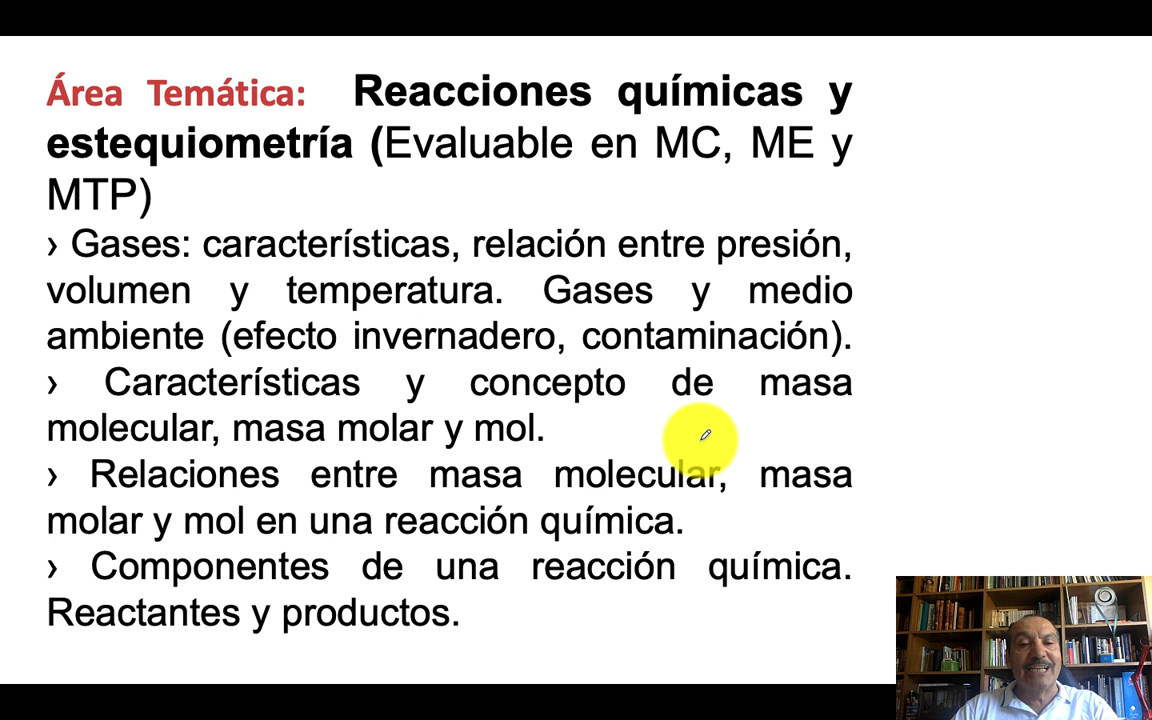 Área Temática: Reacciones químicas y
estequiometría (Evaluable en MC, ME y
MTP)
› Gases: características, relación entre presión,
volumen y temperatura. Gases y medio
ambiente (efecto invernadero, contaminación).
› Características y concepto de masa
molecular, masa molar y mol.
› Relaciones entre masa molecular, masa
molar y mol en una reacción química.
› Componentes de una reacción química.
Reactantes y productos.